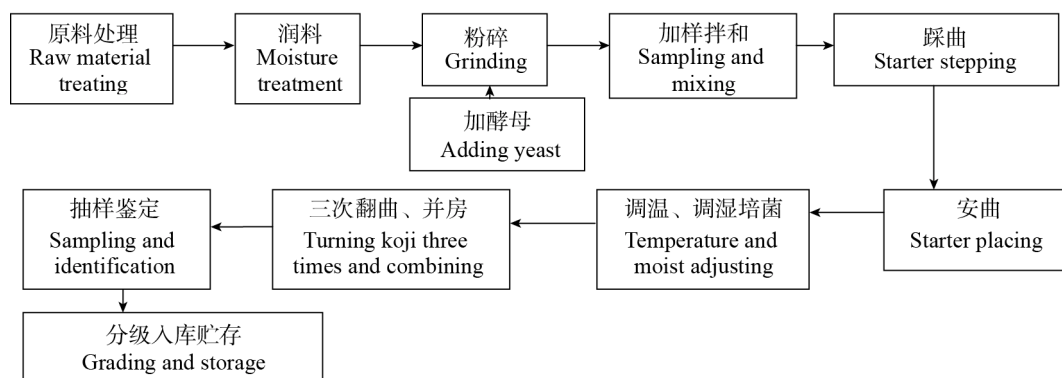 原料处理
Raw material
treating
润料
Moisture
treatment
粉碎
Grinding
加样拌和
Sampling and
mixing
踩曲
Starter stepping
加酵母
Adding yeast
抽样鉴定
Sampling and
identification
三次翻曲、并房
Turning koji three
times and combining
调温、调湿培菌
Temperature and
moist adjusting
安曲
Starter placing
分级入库贮存
Grading and storage